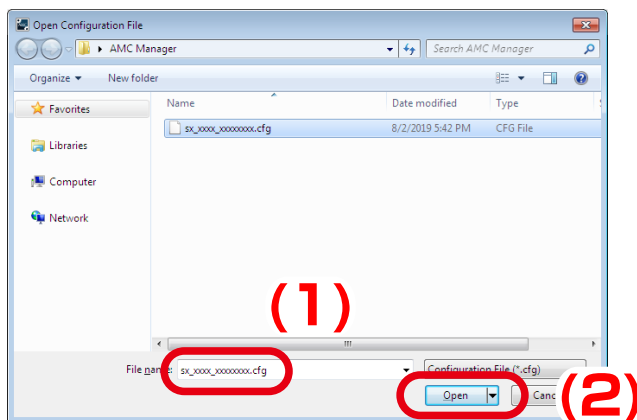 Open Configuration File
AMC Manager
Search AMC Manager
Organize
New folder
Name
Date modified
Type
Favorites
sx_xxxx_xxxxxxxx.cfg
8/2/2019 5:42 PM
CFG File
Libraries
Computer
Network
(1)
File name: sx_xxxx_xxxxxxxx.cfg
Configuration File (*.cfg)
Open
Canc
(2)